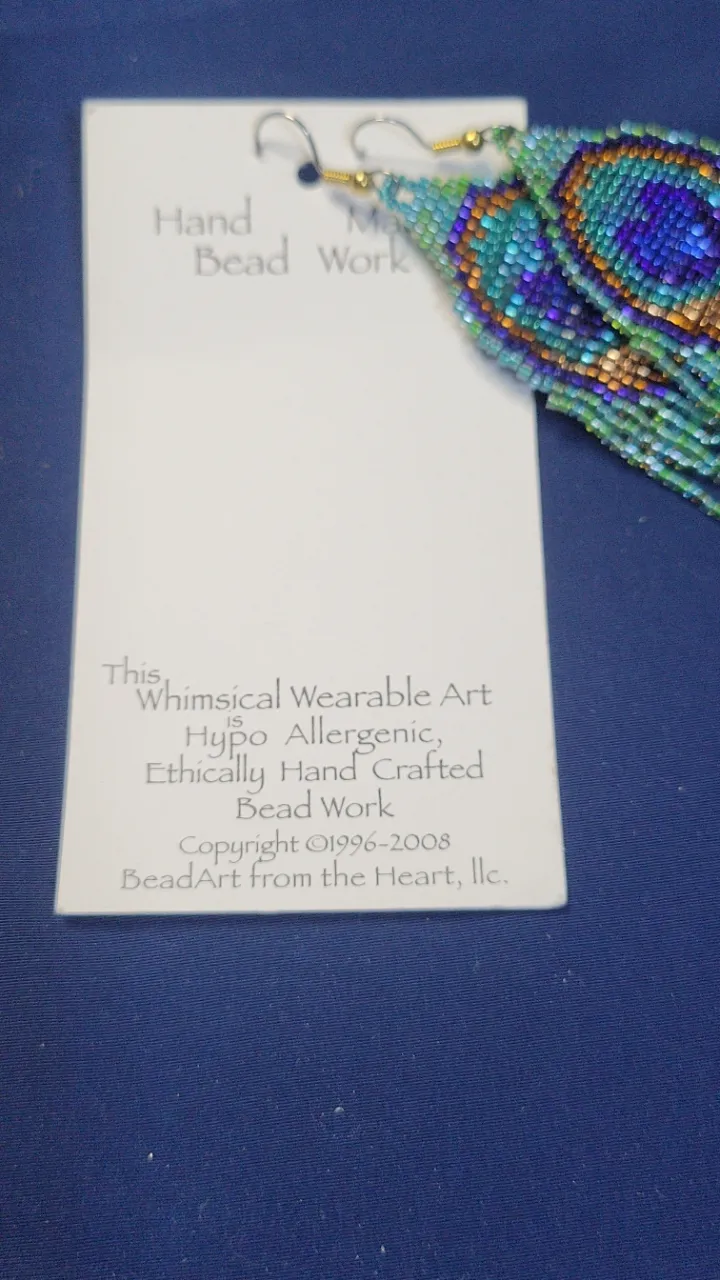 Hand Ma
Bead Work
This
Whimsical Wearable Art
is
Hypo Allergenic,
Ethically Hand Crafted
Bead Work
Copyright ©1996-2008
BeadArt from the Heart, llc.